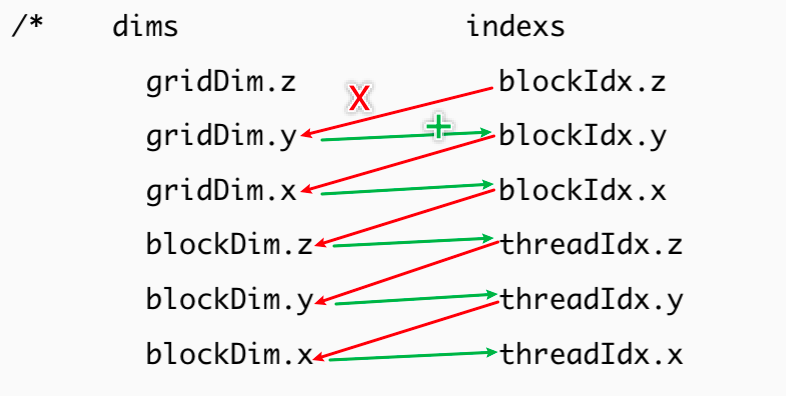 /* dims indexs
gridDim.z X blockIdx.z
gridDim.y + blockIdx.y
gridDim.x blockIdx.x
blockDim.z threadIdx.z
blockDim.y threadIdx.y
blockDim.x threadIdx.x